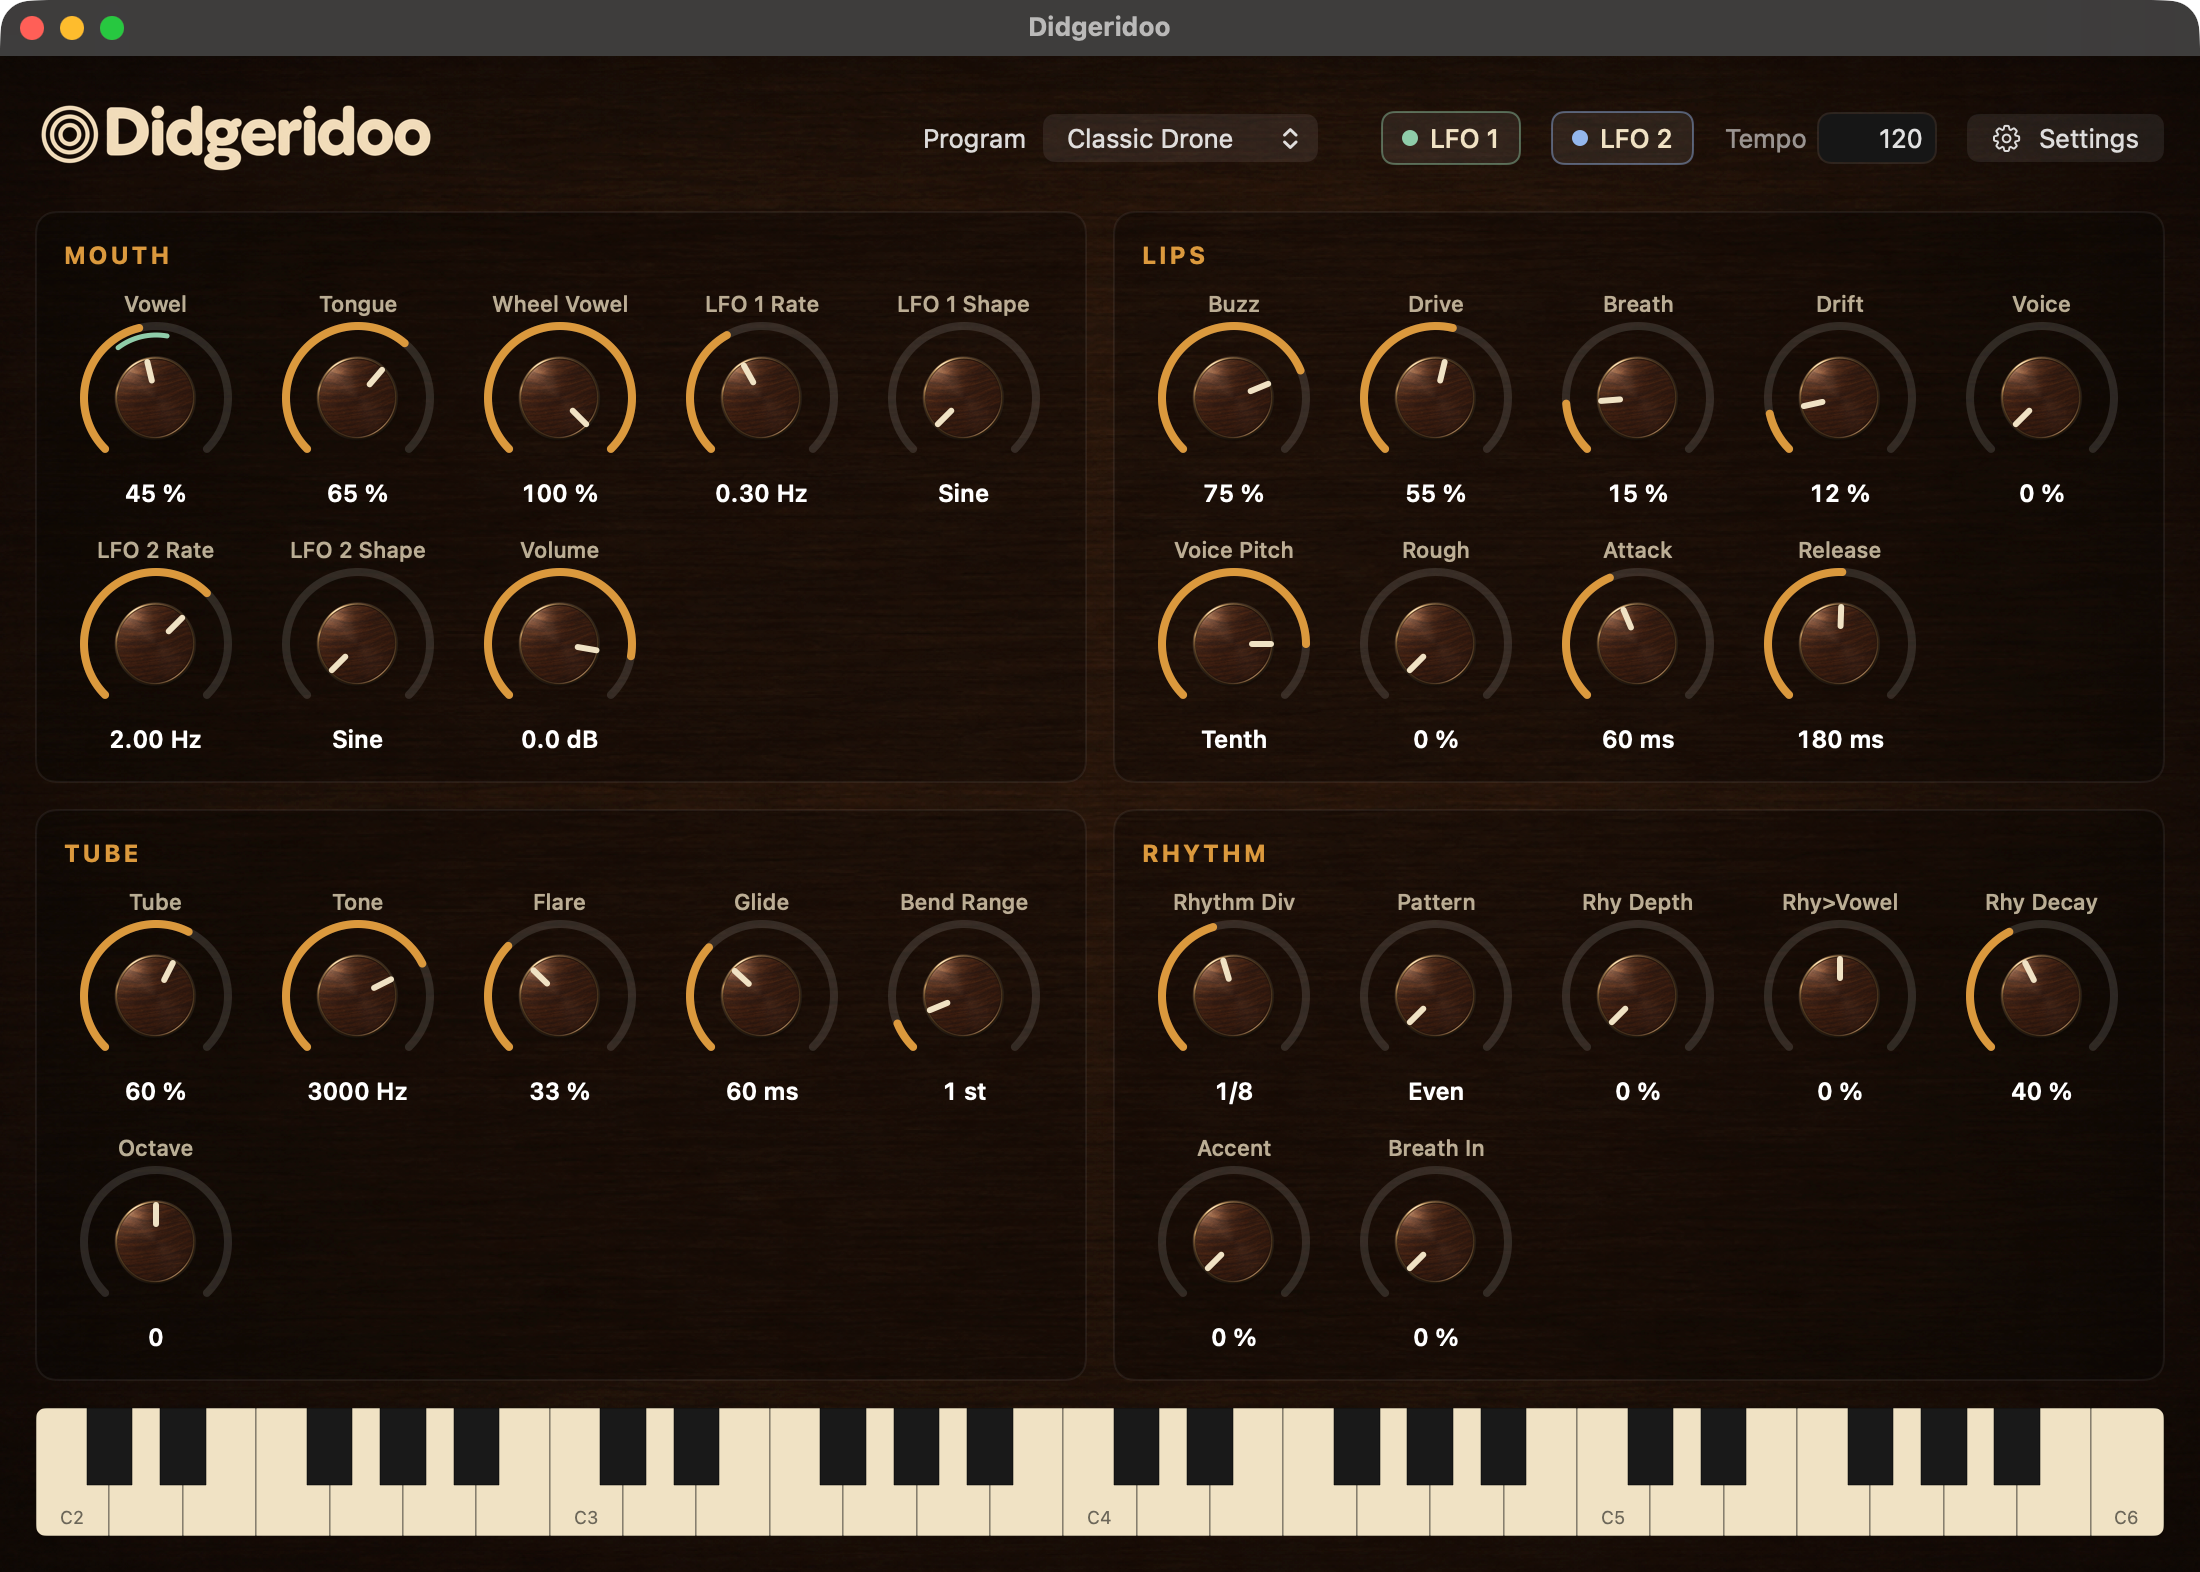 Didgeridoo
Didgeridoo
Program Classic Drone LFO 1 LFO 2 Tempo 120 Settings
MOUTH
Vowel Tongue Wheel Vowel LFO 1 Rate LFO 1 Shape
45 % 65 % 100 % 0.30 Hz Sine
LFO 2 Rate LFO 2 Shape Volume
2.00 Hz Sine 0.0 dB
LIPS
Buzz Drive Breath Drift Voice
75 % 55 % 15 % 12 % 0 %
Voice Pitch Rough Attack Release
Tenth 0 % 60 ms 180 ms
TUBE
Tube Tone Flare Glide Bend Range
60 % 3000 Hz 33 % 60 ms 1 st
Octave
0
RHYTHM
Rhythm Div Pattern Rhy Depth Rhy>Vowel Rhy Decay
1/8 Even 0 % 0 % 40 %
Accent Breath In
0 % 0 %
C2 C3 C4 C5 C6